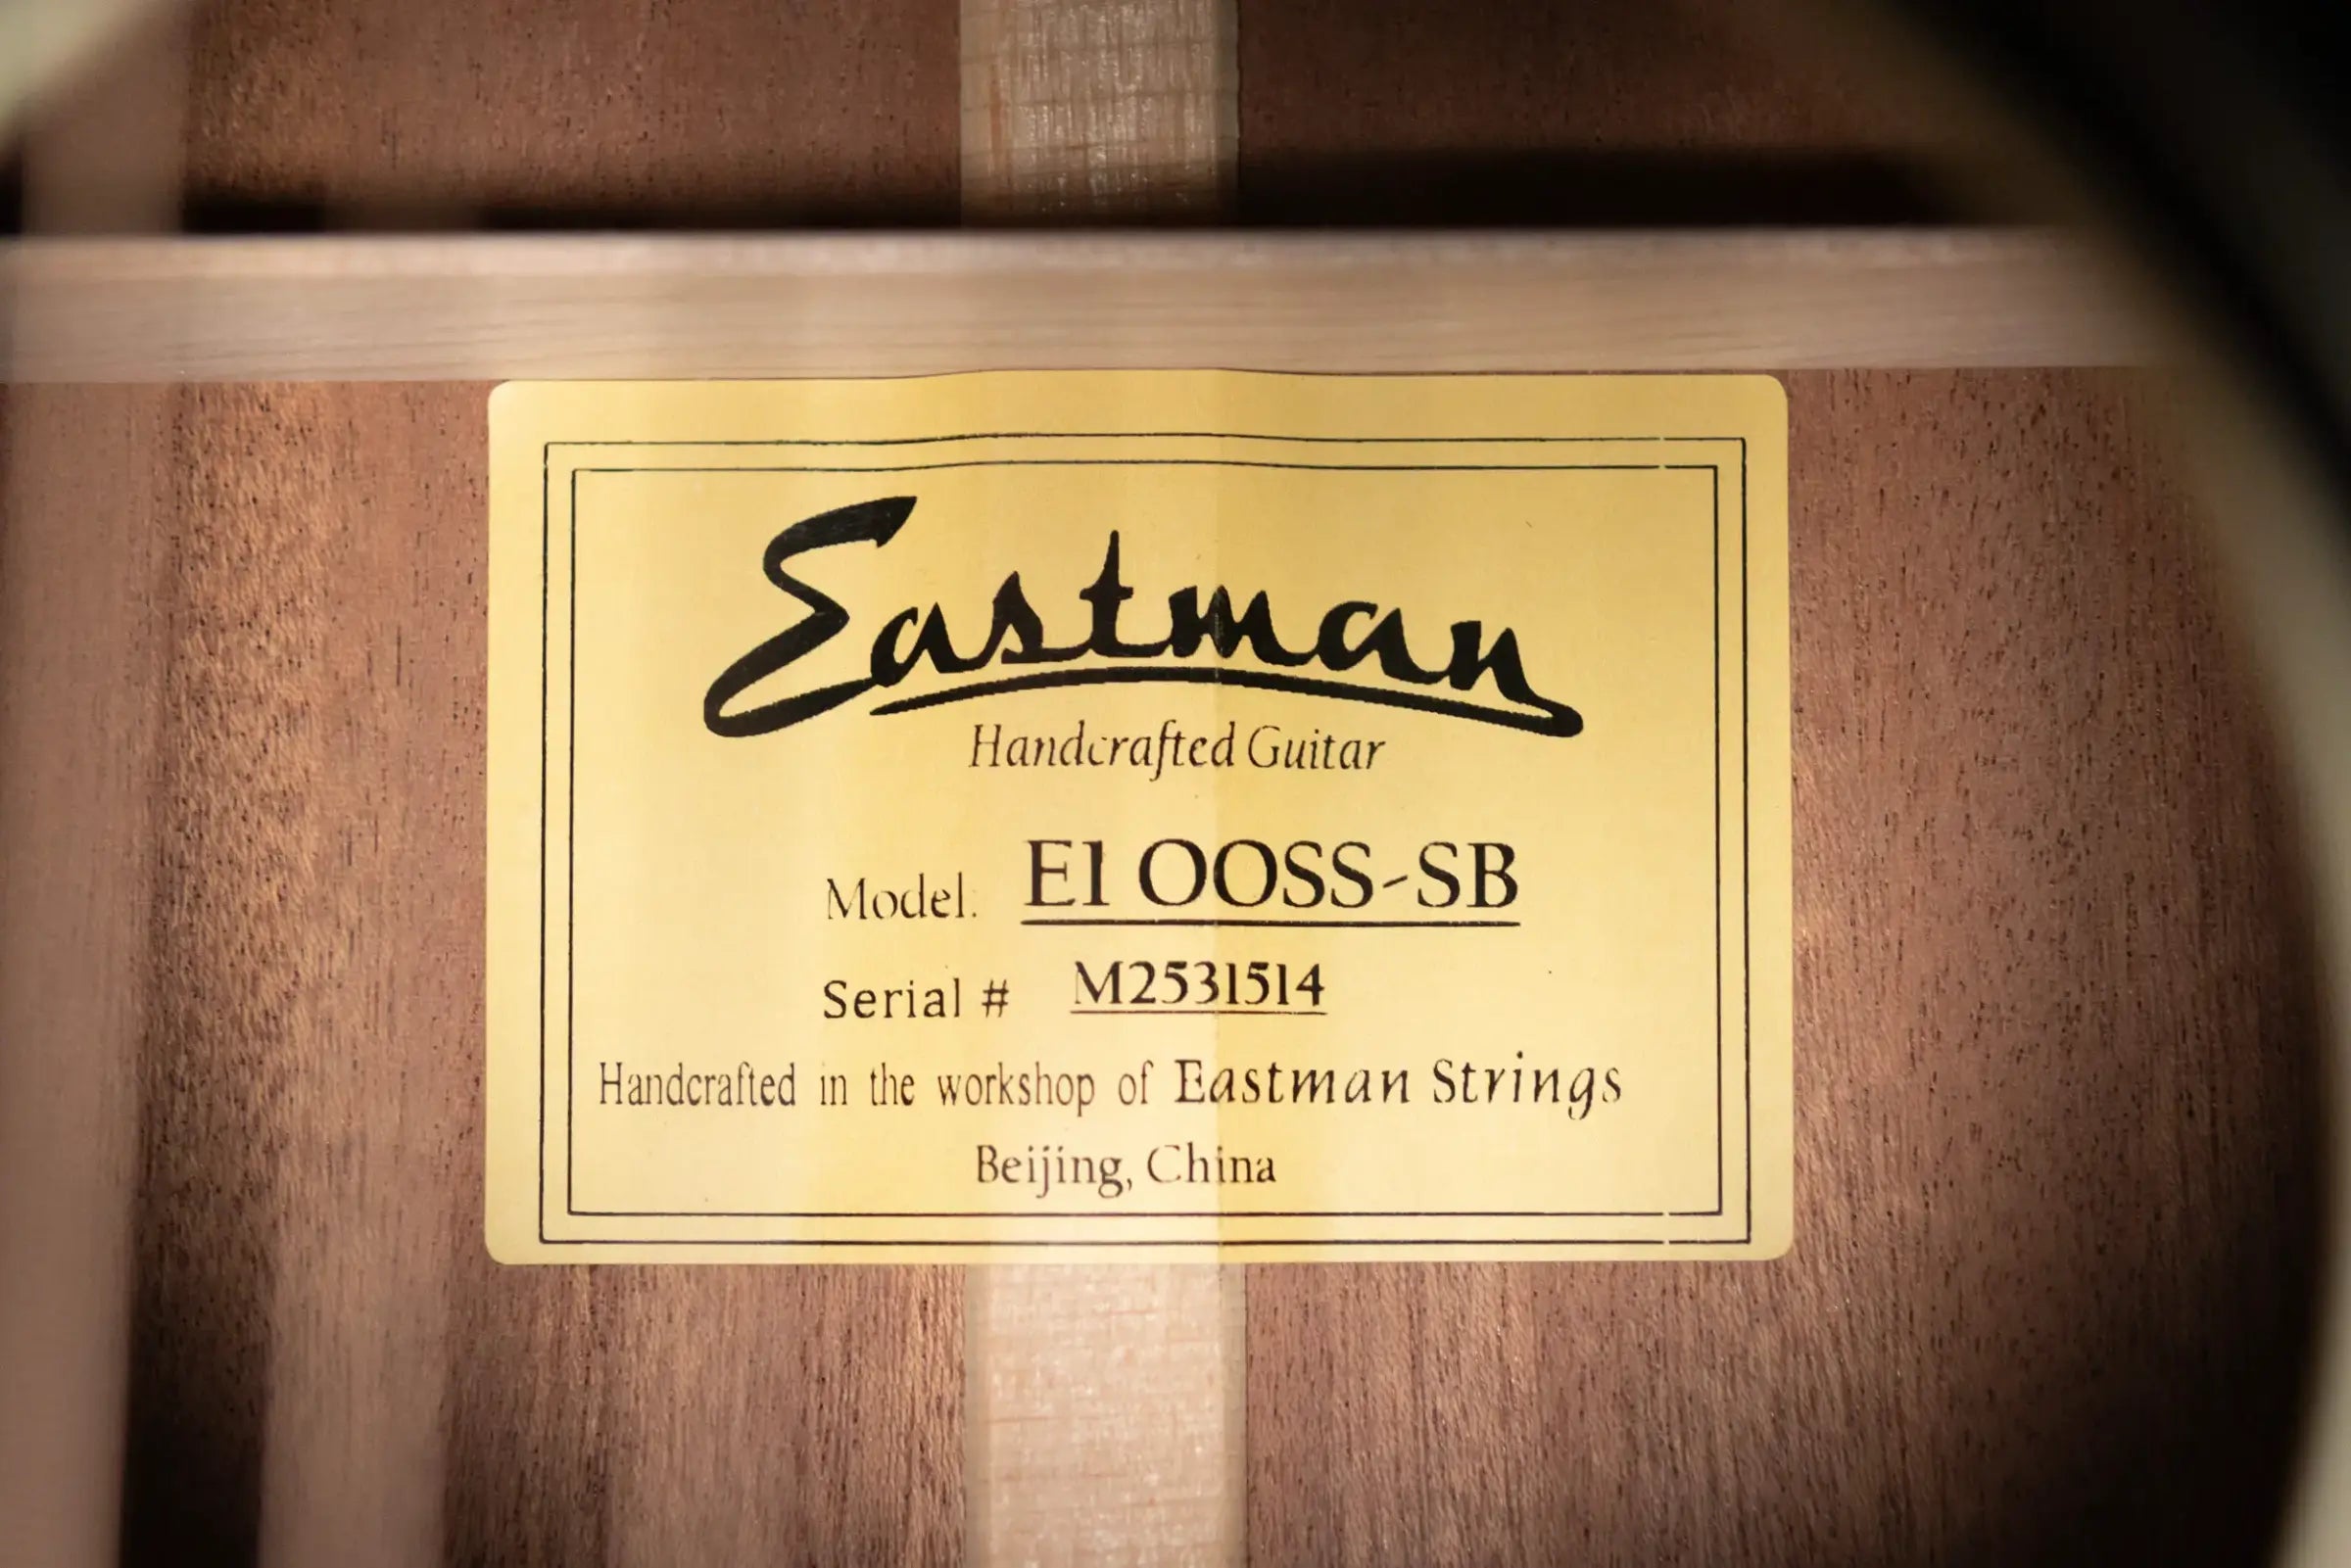 Eastman
Handcrafted Guitar
Model: E1 OOSS-SB
Serial # M2531514
Handcrafted in the workshop of Eastman Strings
Beijing, China